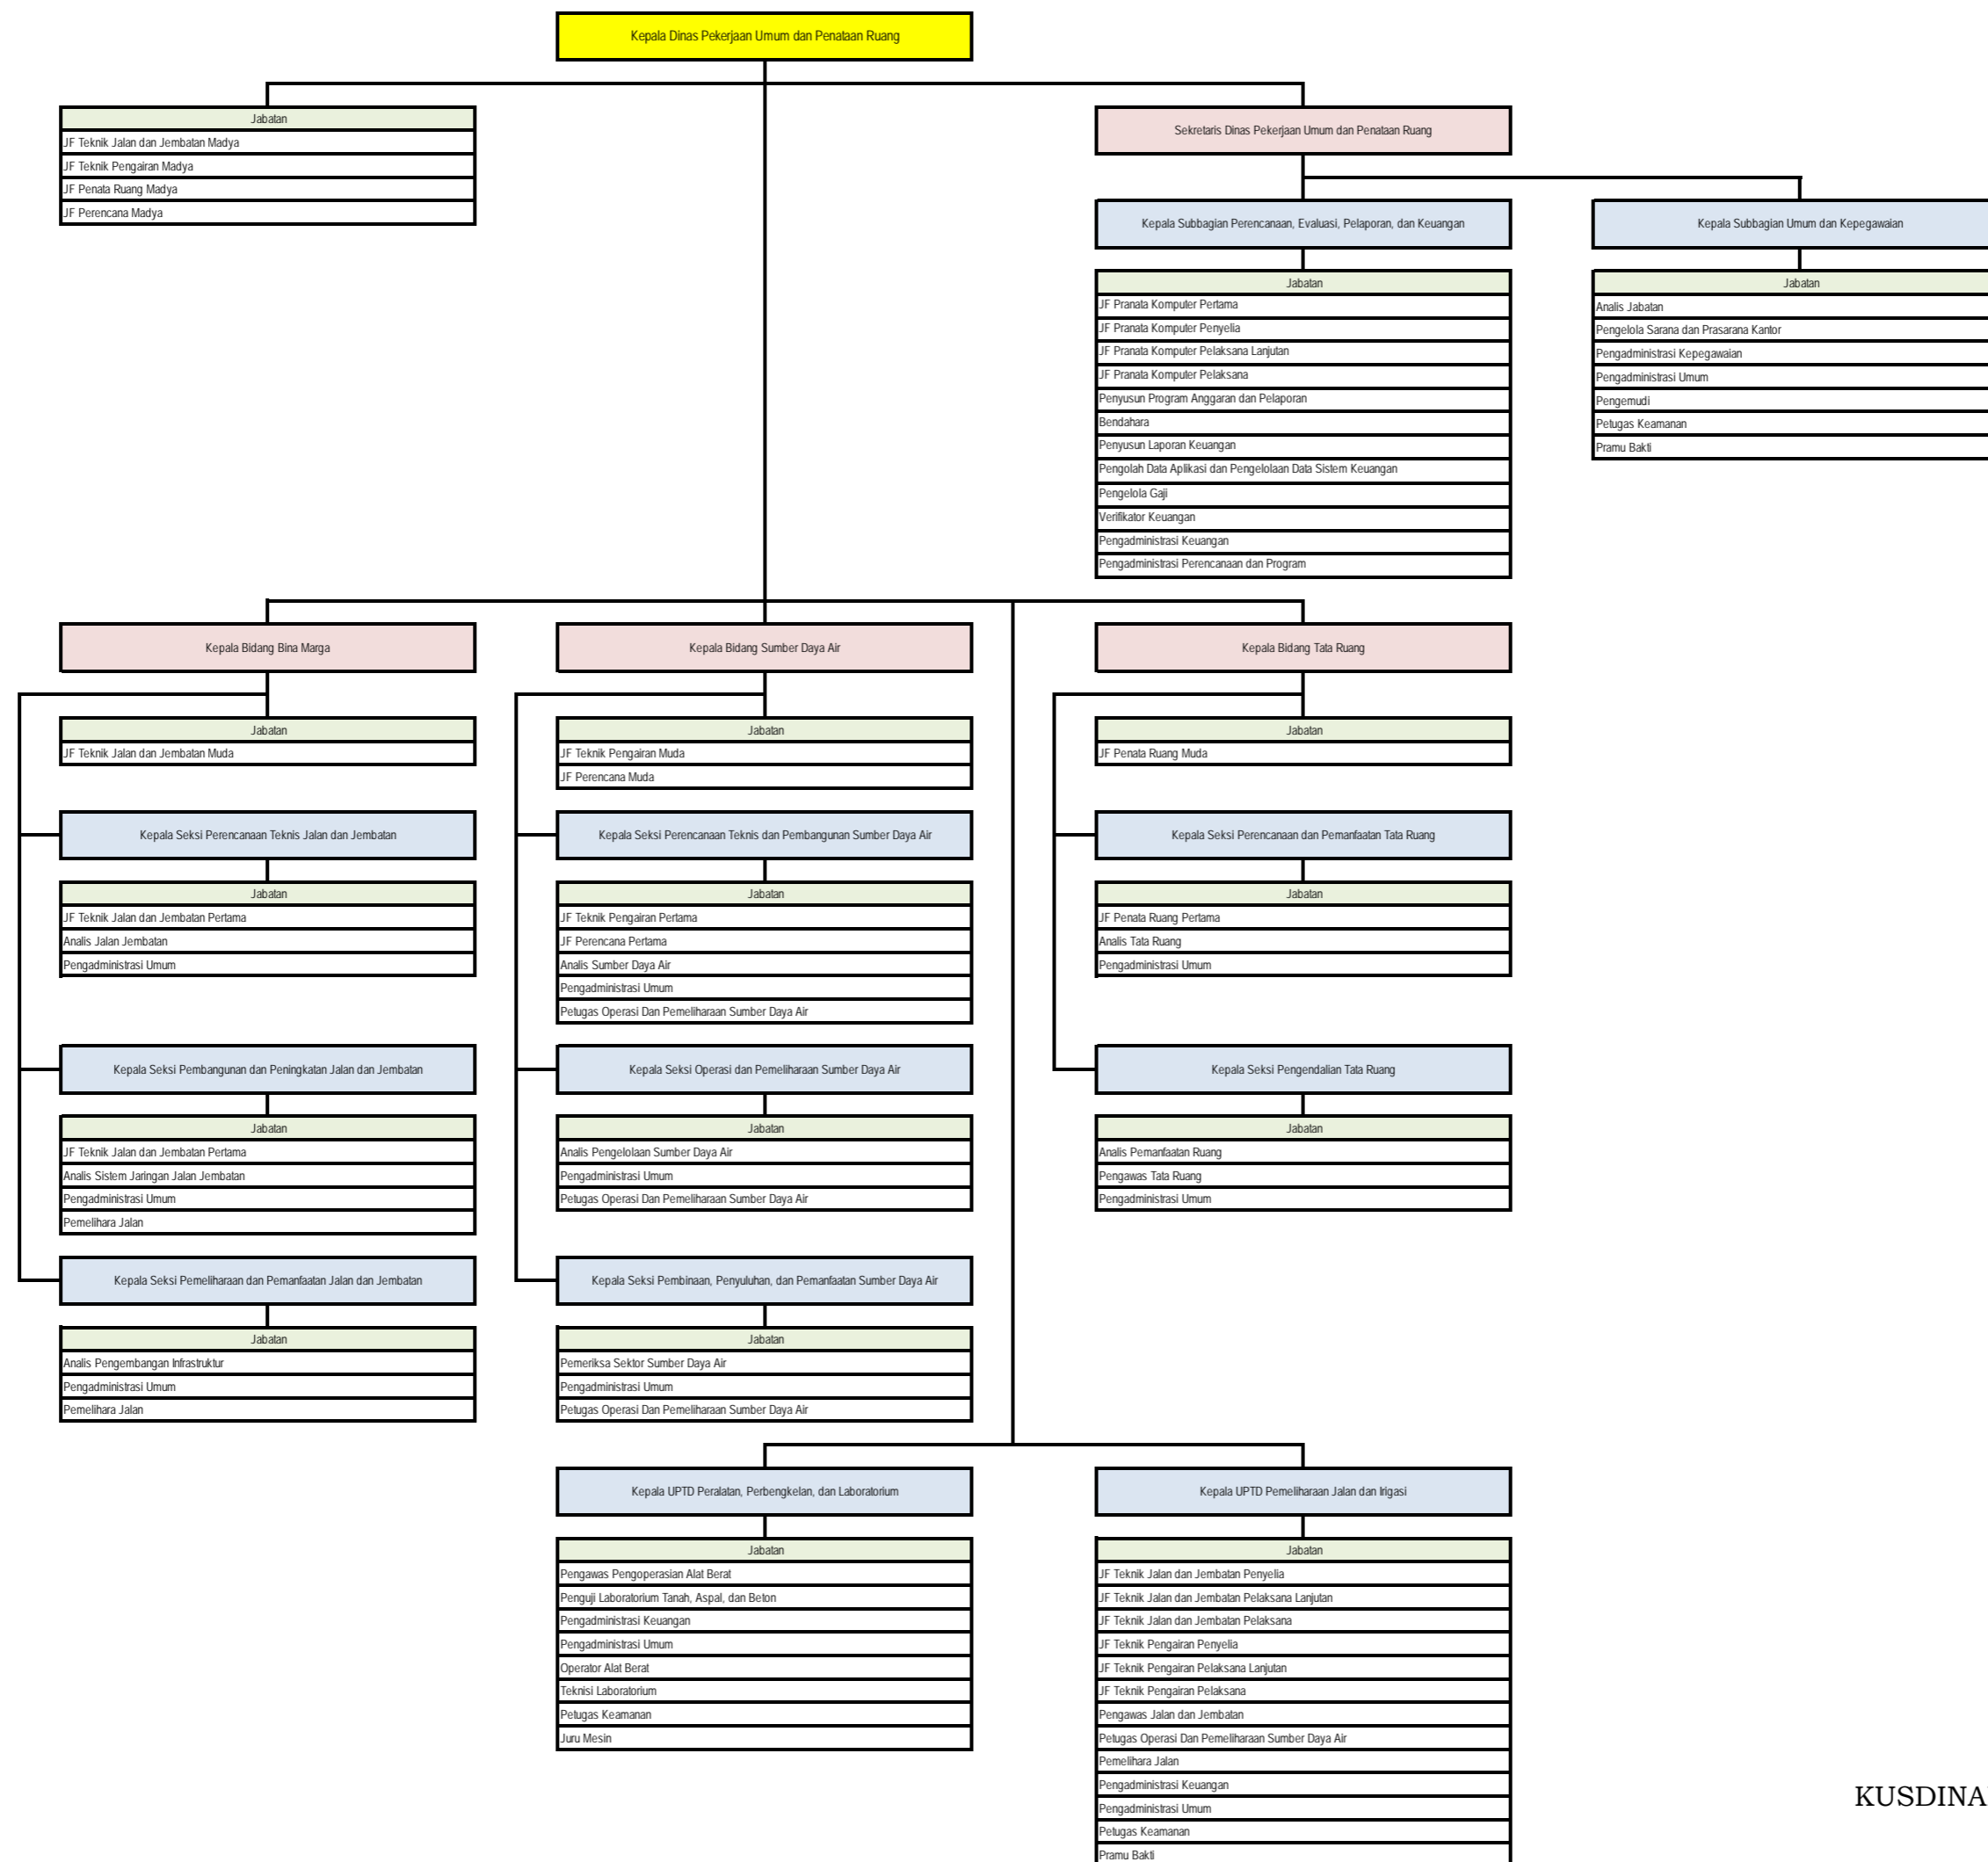 Kepala Dinas Pekerjaan Umum dan Penataan Ruang
Jabatan
JF Teknik Jalan dan Jembatan Madya
JF Teknik Pengairan Madya
JF Penata Ruang Madya
JF Perencana Madya
Sekretaris Dinas Pekerjaan Umum dan Penataan Ruang
Kepala Subbagian Perencanaan, Evaluasi, Pelaporan, dan Keuangan
Jabatan
JF Pranata Komputer Pertama
JF Pranata Komputer Penyelia
JF Pranata Komputer Pelaksana Lanjutan
JF Pranata Komputer Pelaksana
Penyusun Program Anggaran dan Pelaporan
Bendahara
Penyusun Laporan Keuangan
Pengolah Data Aplikasi dan Pengelolaan Data Sistem Keuangan
Pengelola Gaji
Verifikator Keuangan
Pengadministrasi Keuangan
Pengadministrasi Perencanaan dan Program
Kepala Subbagian Umum dan Kepegawaian
Jabatan
Analis Jabatan
Pengelola Sarana dan Prasarana Kantor
Pengadministrasi Kepegawaian
Pengadministrasi Umum
Pengemudi
Petugas Keamanan
Pramu Bakti
Kepala Bidang Bina Marga
Jabatan
JF Teknik Jalan dan Jembatan Muda
Kepala Seksi Perencanaan Teknis Jalan dan Jembatan
Jabatan
JF Teknik Jalan dan Jembatan Pertama
Analis Jalan Jembatan
Pengadministrasi Umum
Kepala Seksi Pembangunan dan Peningkatan Jalan dan Jembatan
Jabatan
JF Teknik Jalan dan Jembatan Pertama
Analis Sistem Jaringan Jalan Jembatan
Pengadministrasi Umum
Pemelihara Jalan
Kepala Seksi Pemeliharaan dan Pemanfaatan Jalan dan Jembatan
Jabatan
Analis Pengembangan Infrastruktur
Pengadministrasi Umum
Pemelihara Jalan
Kepala Bidang Sumber Daya Air
Jabatan
JF Teknik Pengairan Muda
JF Perencana Muda
Kepala Seksi Perencanaan Teknis dan Pembangunan Sumber Daya Air
Jabatan
JF Teknik Pengairan Pertama
JF Perencana Pertama
Analis Sumber Daya Air
Pengadministrasi Umum
Petugas Operasi Dan Pemeliharaan Sumber Daya Air
Kepala Seksi Operasi dan Pemeliharaan Sumber Daya Air
Jabatan
Analis Pengelolaan Sumber Daya Air
Pengadministrasi Umum
Petugas Operasi Dan Pemeliharaan Sumber Daya Air
Kepala Seksi Pembinaan, Penyuluhan, dan Pemanfaatan Sumber Daya Air
Jabatan
Pemeriksa Sektor Sumber Daya Air
Pengadministrasi Umum
Petugas Operasi Dan Pemeliharaan Sumber Daya Air
Kepala Bidang Tata Ruang
Jabatan
JF Penata Ruang Muda
Kepala Seksi Perencanaan dan Pemanfaatan Tata Ruang
Jabatan
JF Penata Ruang Pertama
Analis Tata Ruang
Pengadministrasi Umum
Kepala Seksi Pengendalian Tata Ruang
Jabatan
Analis Pemanfaatan Ruang
Pengawas Tata Ruang
Pengadministrasi Umum
Kepala UPTD Peralatan, Perbengkelan, dan Laboratorium
Jabatan
Pengawas Pengoperasian Alat Berat
Penguji Laboratorium Tanah, Aspal, dan Beton
Pengadministrasi Keuangan
Pengadministrasi Umum
Operator Alat Berat
Teknisi Laboratorium
Petugas Keamanan
Juru Mesin
Kepala UPTD Pemeliharaan Jalan dan Irigasi
Jabatan
JF Teknik Jalan dan Jembatan Penyelia
JF Teknik Jalan dan Jembatan Pelaksana Lanjutan
JF Teknik Jalan dan Jembatan Pelaksana
JF Teknik Pengairan Penyelia
JF Teknik Pengairan Pelaksana Lanjutan
JF Teknik Pengairan Pelaksana
Pengawas Jalan dan Jembatan
Petugas Operasi Dan Pemeliharaan Sumber Daya Air
Pemelihara Jalan
Pengadministrasi Keuangan
Pengadministrasi Umum
Petugas Keamanan
Pramu Bakti
KUSDINA